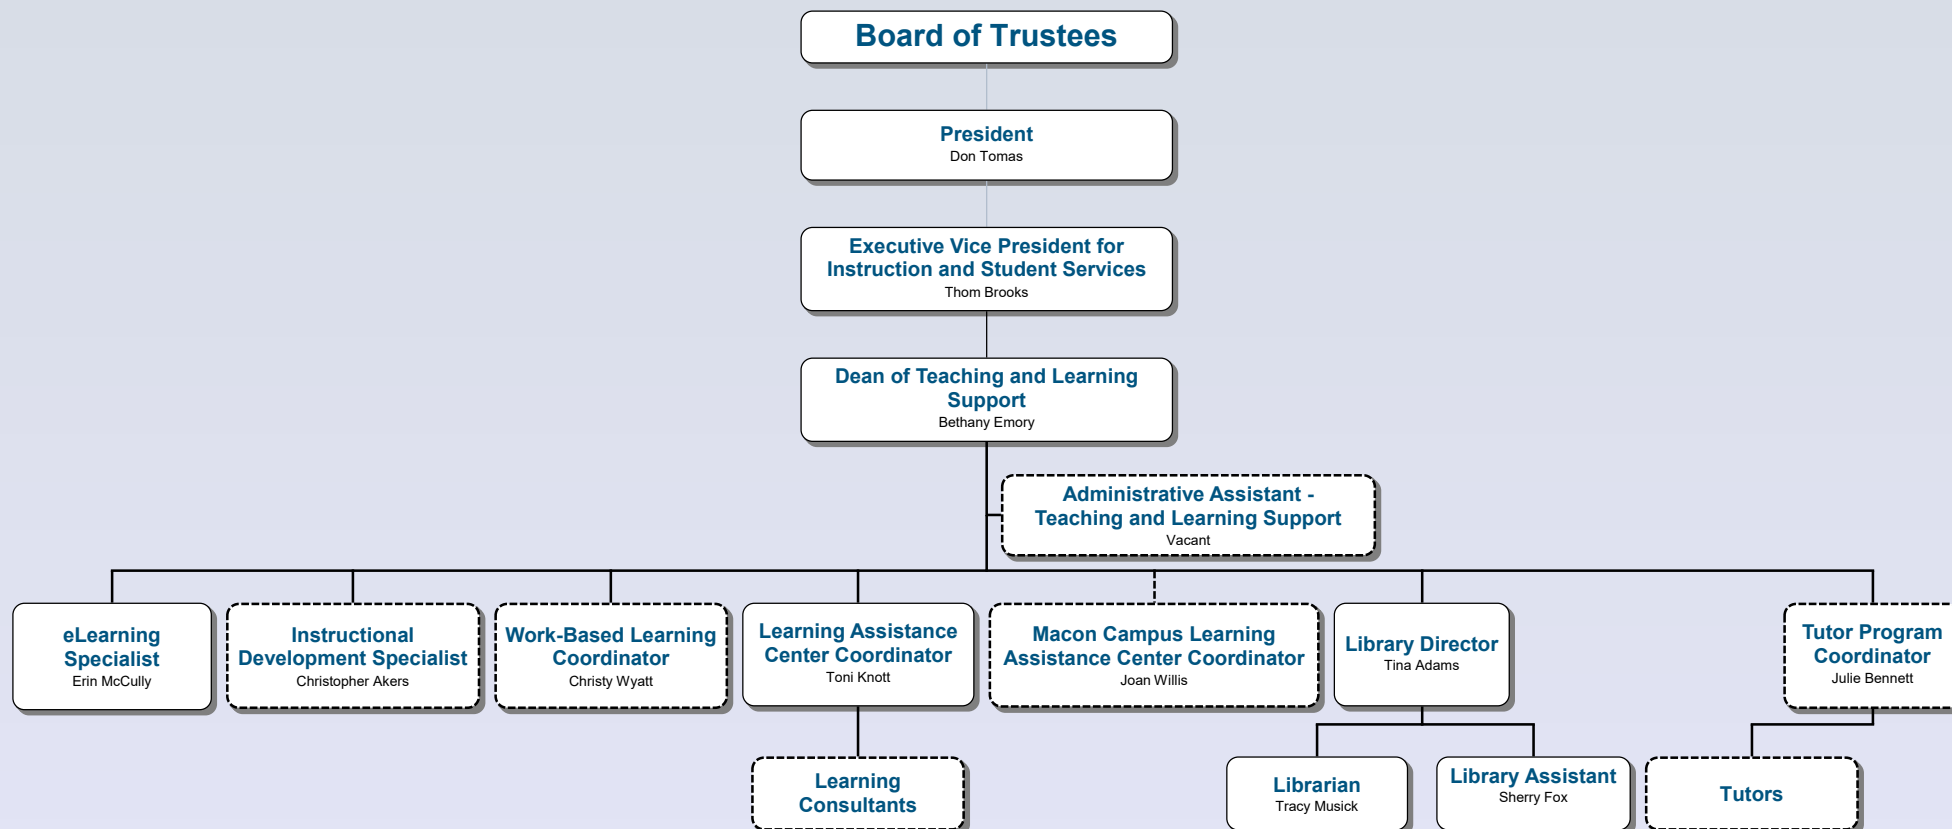 Board of Trustees
President
Don Tomas
Executive Vice President for
Instruction and Student Services
Thom Brooks
Dean of Teaching and Learning
Support
Bethany Emory
Administrative Assistant -
Teaching and Learning Support
Vacant
eLearning
Specialist
Erin McCully
Instructional
Development Specialist
Christopher Akers
Work-Based Learning
Coordinator
Christy Wyatt
Learning Assistance
Center Coordinator
Toni Knott
Macon Campus Learning
Assistance Center Coordinator
Joan Willis
Library Director
Tina Adams
Tutor Program
Coordinator
Julie Bennett
Learning
Consultants
Librarian
Tracy Musick
Library Assistant
Sherry Fox
Tutors